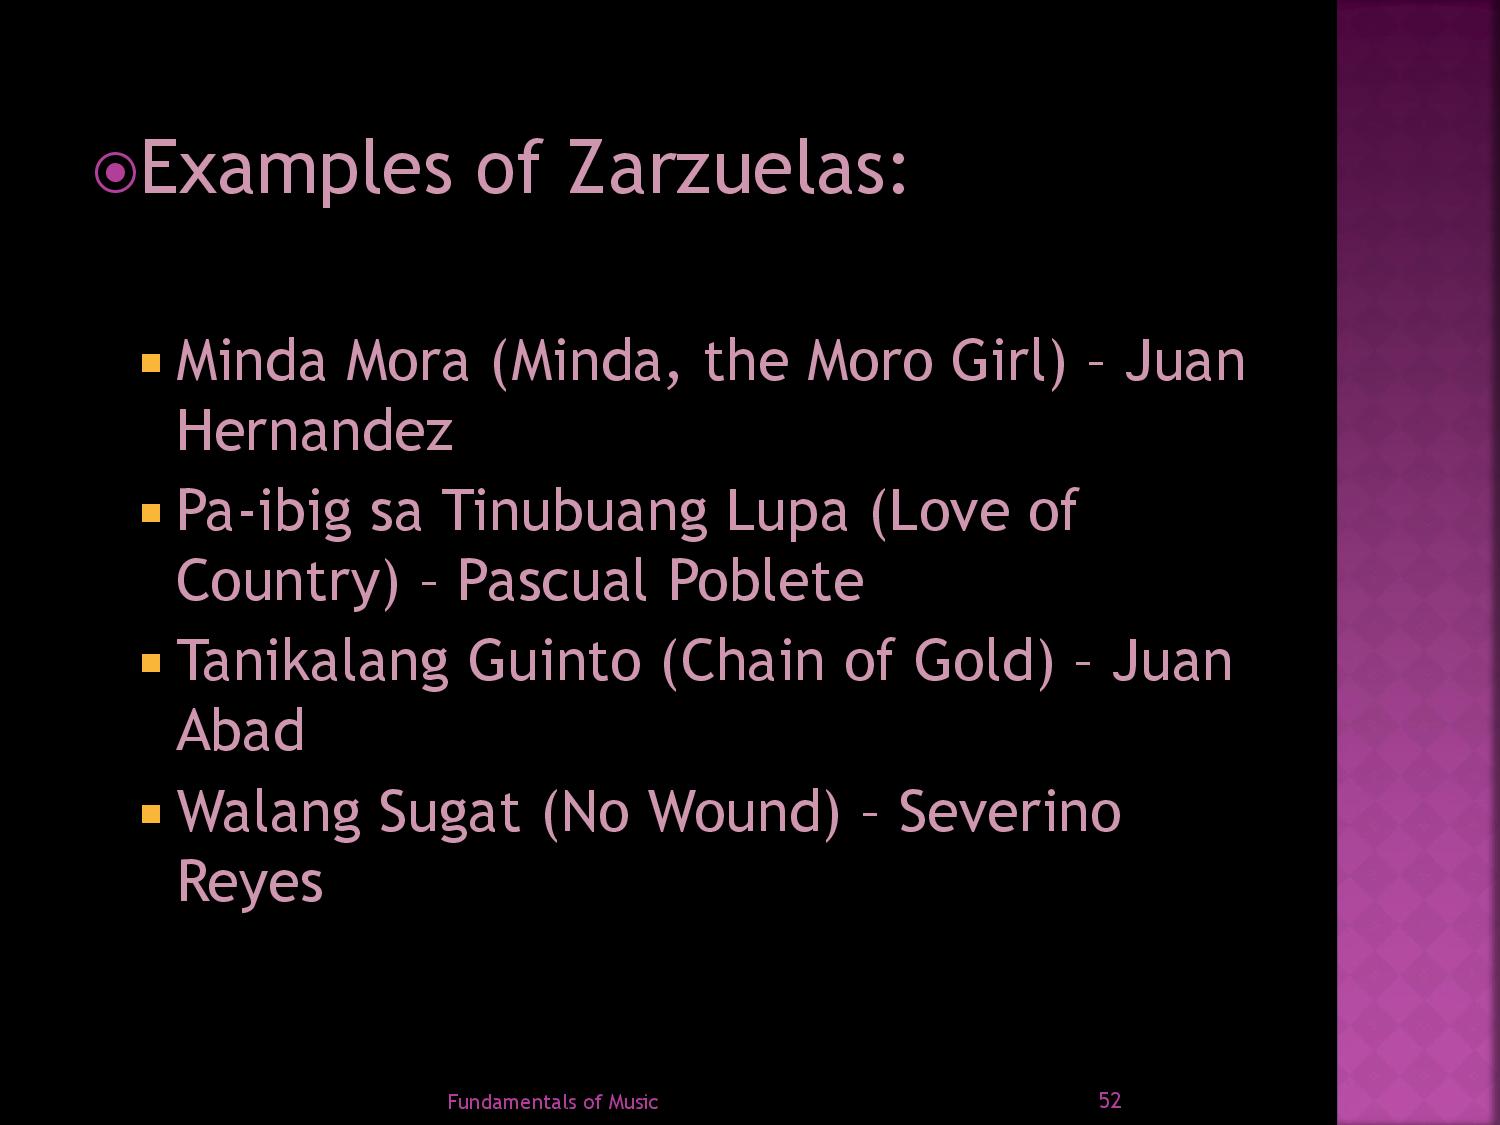 Examples of Zarzuelas:
Minda Mora (Minda, the Moro Girl) – Juan
Hernandez
Pa-ibig sa Tinubuang Lupa (Love of
Country) – Pascual Poblete
Tanikalang Guinto (Chain of Gold) – Juan
Abad
Walang Sugat (No Wound) – Severino
Reyes
Fundamentals of Music
52